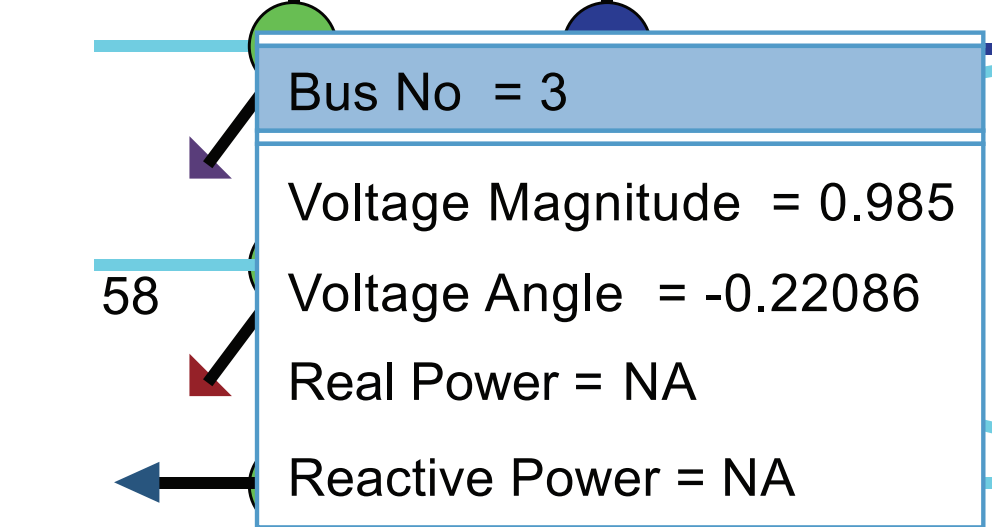 Bus No = 3
Voltage Magnitude = 0.985
58
Voltage Angle = -0.22086
Real Power = NA
Reactive Power = NA